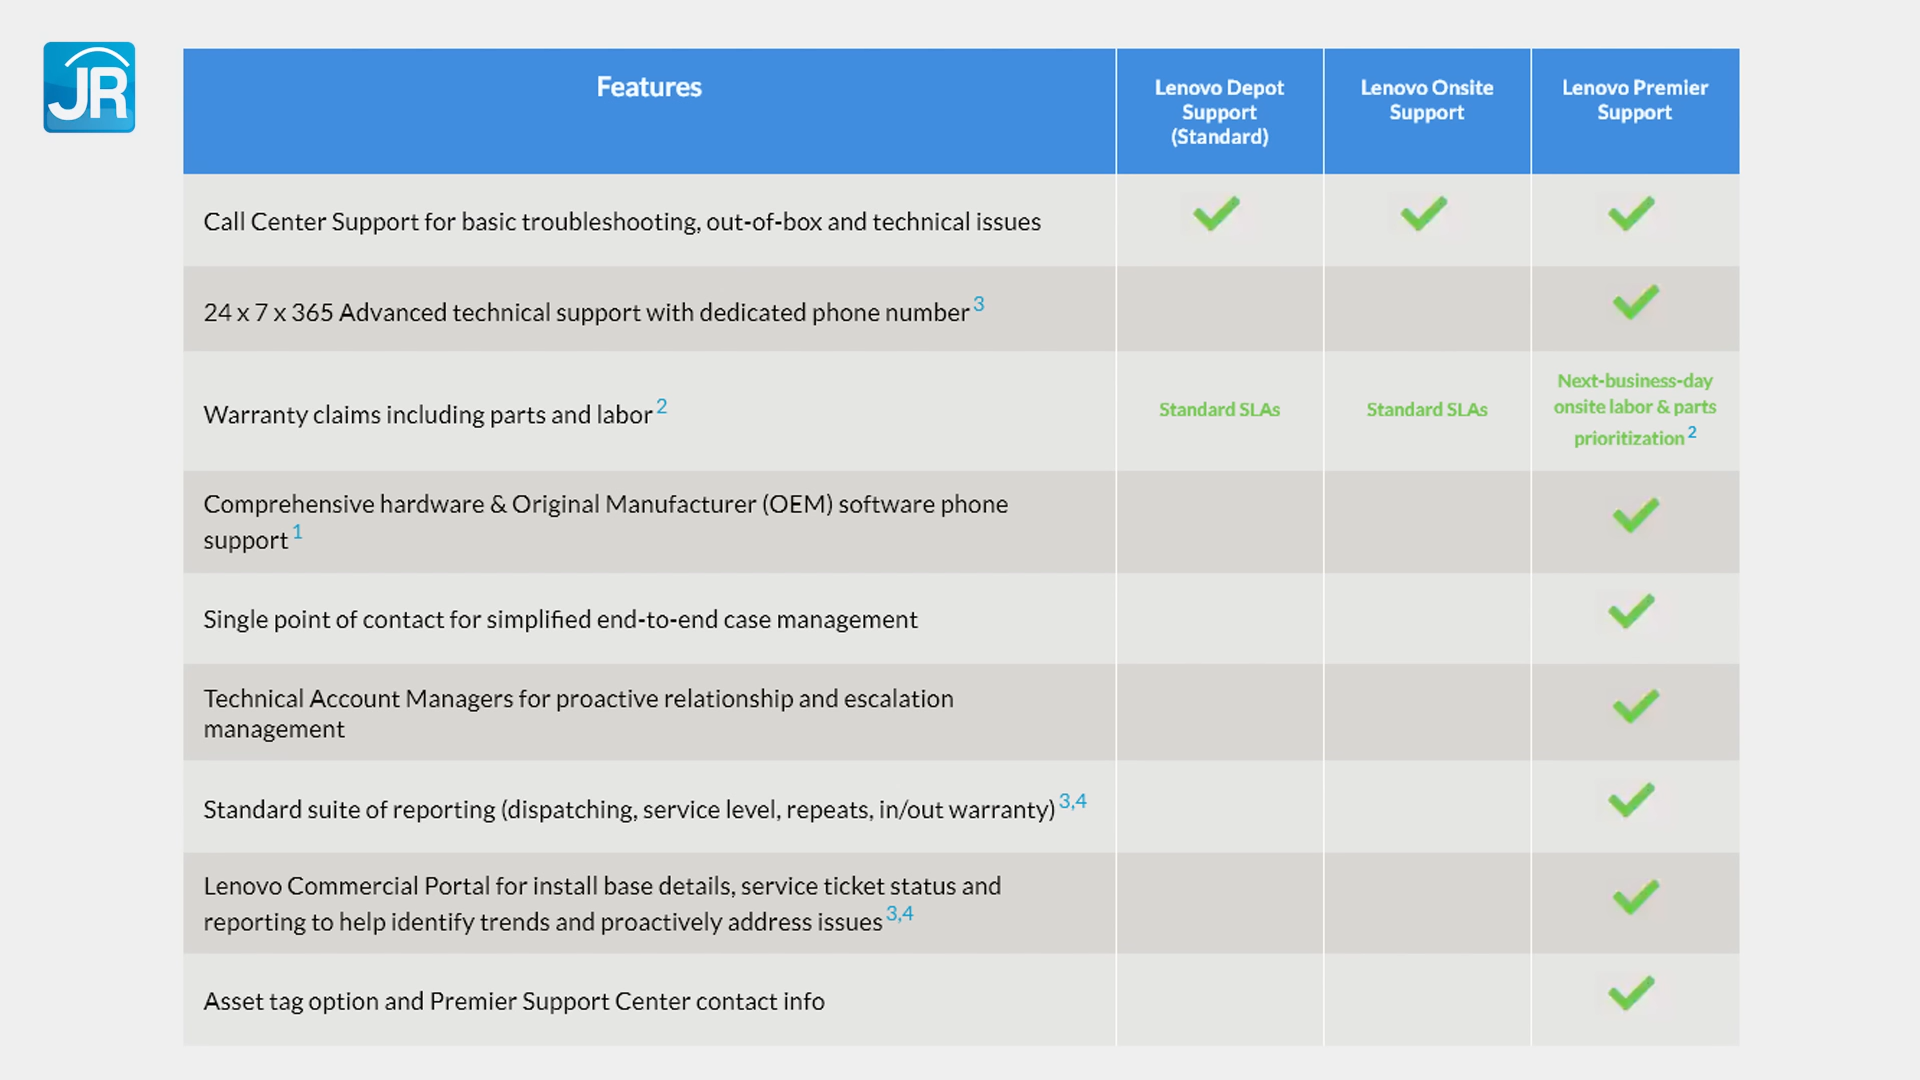 JR
Features
Lenovo Depot
Support
(Standard)
Lenovo Onsite
Support
Lenovo Premier
Support
Call Center Support for basic troubleshooting, out-of-box and technical issues
24 x 7 x 365 Advanced technical support with dedicated phone number 3
Warranty claims including parts and labor 2
Standard SLAs
Standard SLAs
Next-business-day
onsite labor & parts
prioritization 2
Comprehensive hardware & Original Manufacturer (OEM) software phone
support 1
Single point of contact for simplified end-to-end case management
Technical Account Managers for proactive relationship and escalation
management
Standard suite of reporting (dispatching, service level, repeats, in/out warranty) 3,4
Lenovo Commercial Portal for install base details, service ticket status and
reporting to help identify trends and proactively address issues 3,4
Asset tag option and Premier Support Center contact info